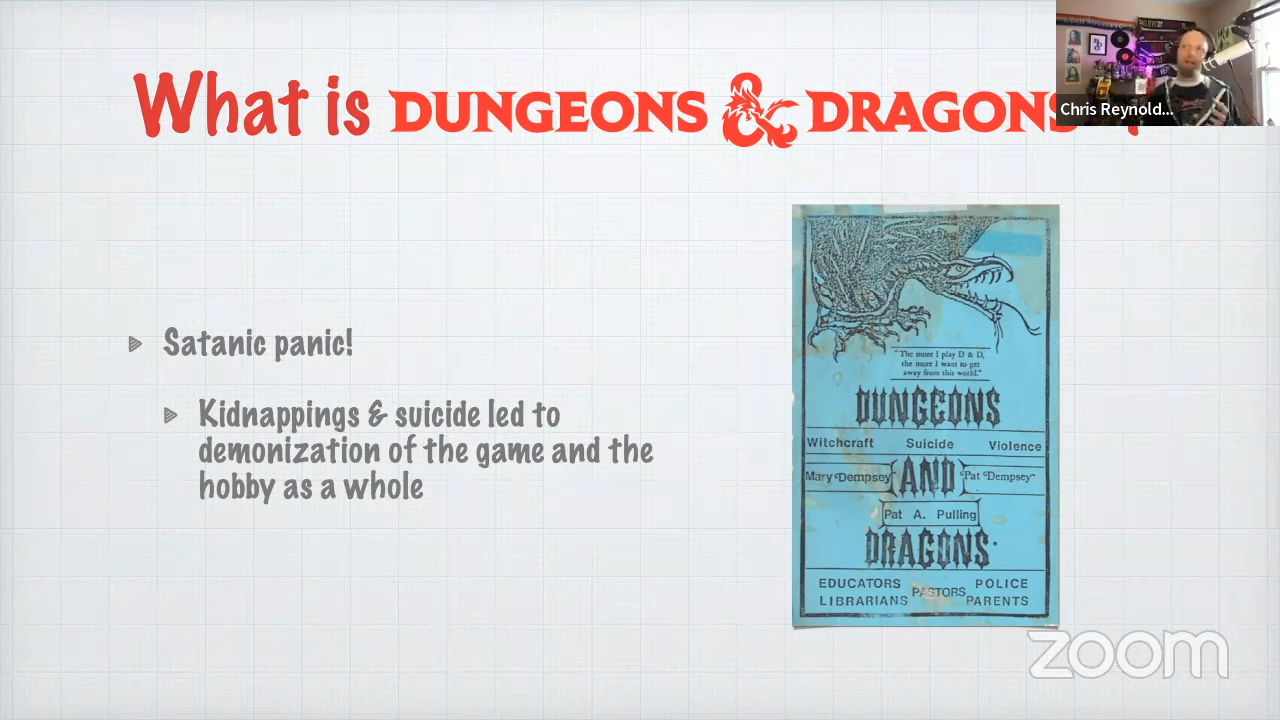 What is DUNGEONS & DRAGONS
Chris Reynold...
Satanic panic!
Kidnappings & suicide led to
demonization of the game and the
hobby as a whole
"The more I play D & D,
the more I want to get
away from this world."
DUNGEONS
Witchcraft Suicide Violence
Mary Dempsey AND Pat Dempsey
Pat A. Pulling
DRAGONS
EDUCATORS PASTORS POLICE
LIBRARIANS PARENTS
zoom